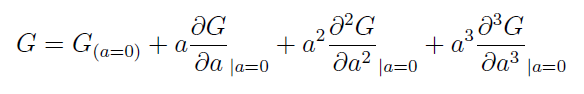 G = G_{(a=0)} + a \frac{\partial G}{\partial a}_{|a=0} + a^2 \frac{\partial^2 G}{\partial a^2}_{|a=0} + a^3 \frac{\partial^3 G}{\partial a^3}_{|a=0}